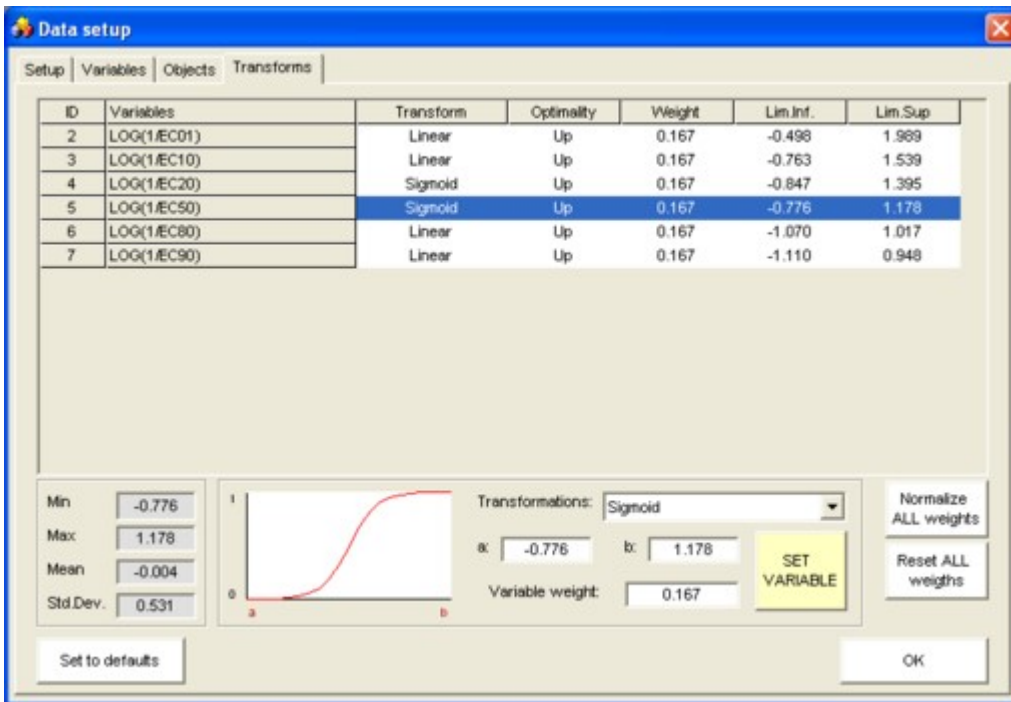 Data setup
Setup Variables Objects Transforms
ID Variables Transform Optimality Weight Lim.Inf. Lim.Sup
2 LOG(1/EC01) Linear Up 0.167 -0.498 1.989
3 LOG(1/EC10) Linear Up 0.167 -0.763 1.539
4 LOG(1/EC20) Sigmoid Up 0.167 -0.847 1.395
5 LOG(1/EC50) Sigmoid Up 0.167 -0.776 1.178
6 LOG(1/EC80) Linear Up 0.167 -1.070 1.017
7 LOG(1/EC90) Linear Up 0.167 -1.110 0.948
Min -0.776
Max 1.178
Mean -0.004
Std.Dev. 0.531
1
0
a b
Transformations: Sigmoid
a: -0.776 b: 1.178
Variable weight: 0.167
SET
VARIABLE
Normalize
ALL weights
Reset ALL
weigths
Set to defaults
OK